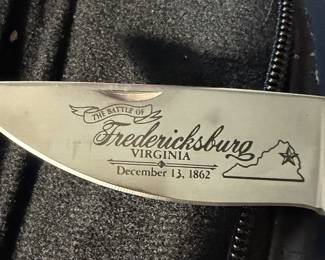 THE BATTLE OF
Fredericksburg
VIRGINIA
December 13, 1862